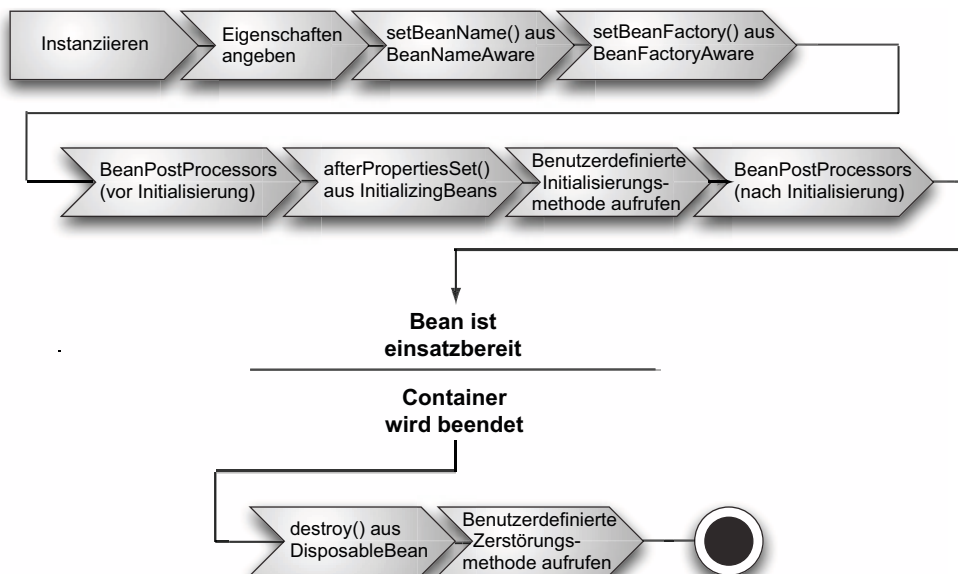 Instanziieren
Eigenschaften
angeben
setBeanName() aus
BeanNameAware
setBeanFactory() aus
BeanFactoryAware
BeanPostProcessors
(vor Initialisierung)
afterPropertiesSet()
aus InitializingBeans
Benutzerdefinierte
Initialisierungs-
methode aufrufen
BeanPostProcessors
(nach Initialisierung)
Bean ist
einsatzbereit
Container
wird beendet
destroy() aus
DisposableBean
Benutzerdefinierte
Zerstörungs-
methode aufrufen